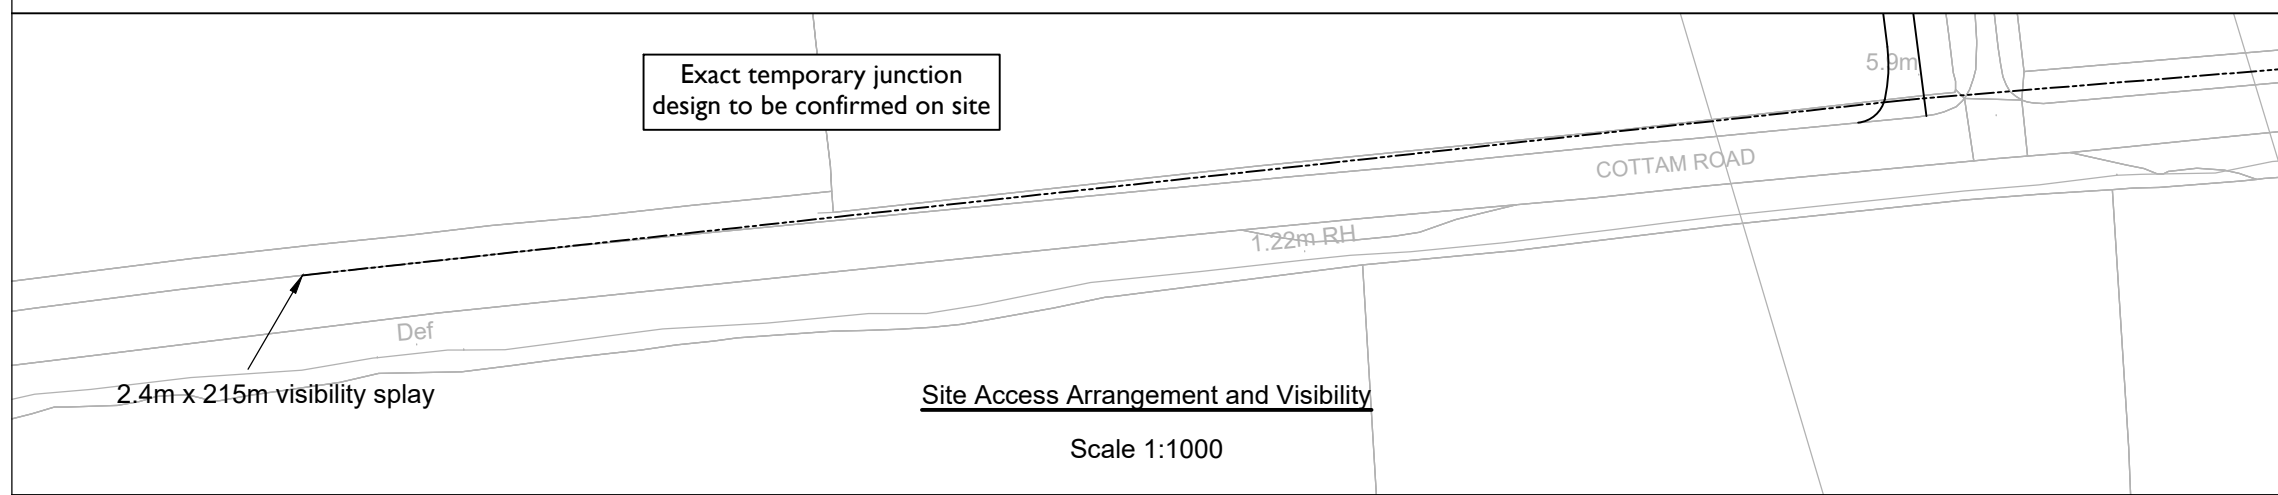 Exact temporary junction
design to be confirmed on site
5.9m
COTTAM ROAD
1.22m RH
Def
2.4m x 215m visibility splay
Site Access Arrangement and Visibility
Scale 1:1000